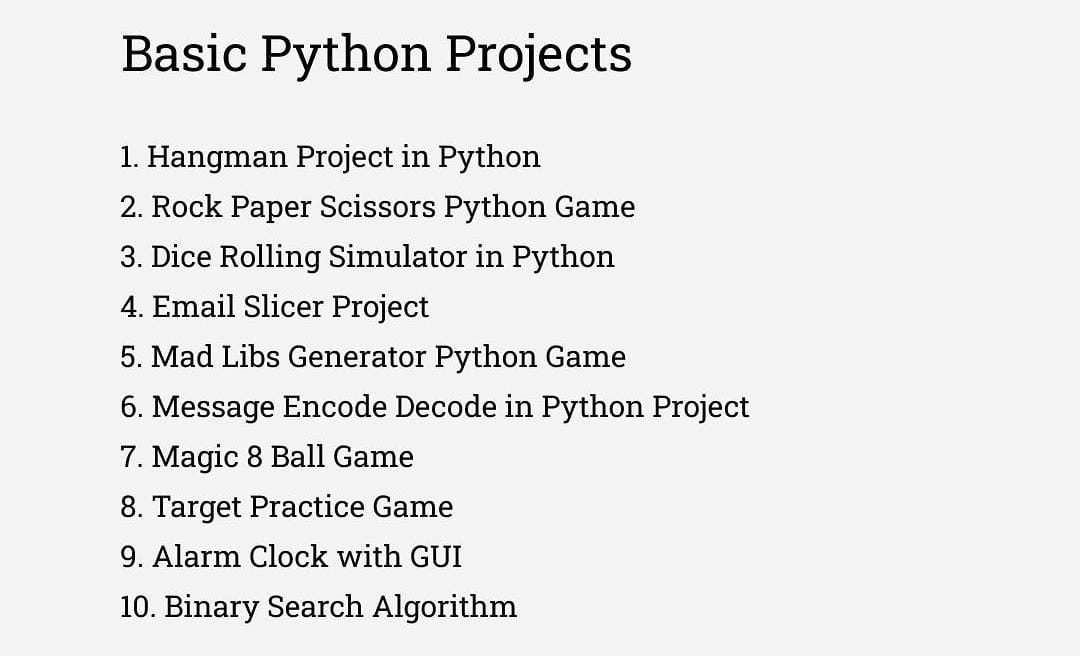 Basic Python Projects
1. Hangman Project in Python
2. Rock Paper Scissors Python Game
3. Dice Rolling Simulator in Python
4. Email Slicer Project
5. Mad Libs Generator Python Game
6. Message Encode Decode in Python Project
7. Magic 8 Ball Game
8. Target Practice Game
9. Alarm Clock with GUI
10. Binary Search Algorithm